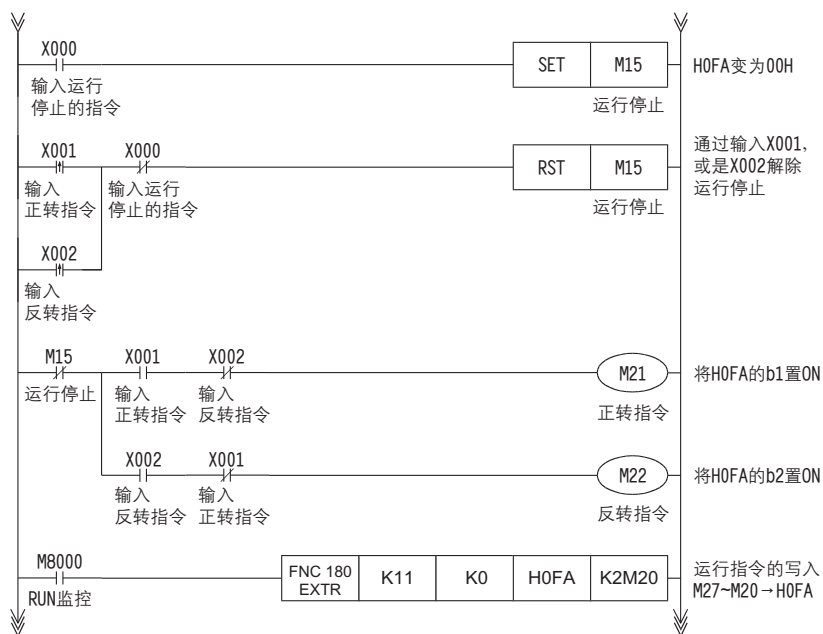 X000
SET M15 H0FA变为00H
输入运行
停止的指令
运行停止
X001 X000
RST M15
通过输入X001,
或是X002解除
运行停止
输入
正转指令
输入运行
停止的指令
运行停止
X002
输入
反转指令
M15 X001 X002
M21 将H0FA的b1置ON
运行停止
输入
正转指令
输入
反转指令
正转指令
X002 X001
M22 将H0FA的b2置ON
输入
反转指令
输入
正转指令
反转指令
M8000
FNC 180
EXTR
K11 K0 H0FA K2M20
运行指令的写入
M27~M20→H0FA
RUN监控